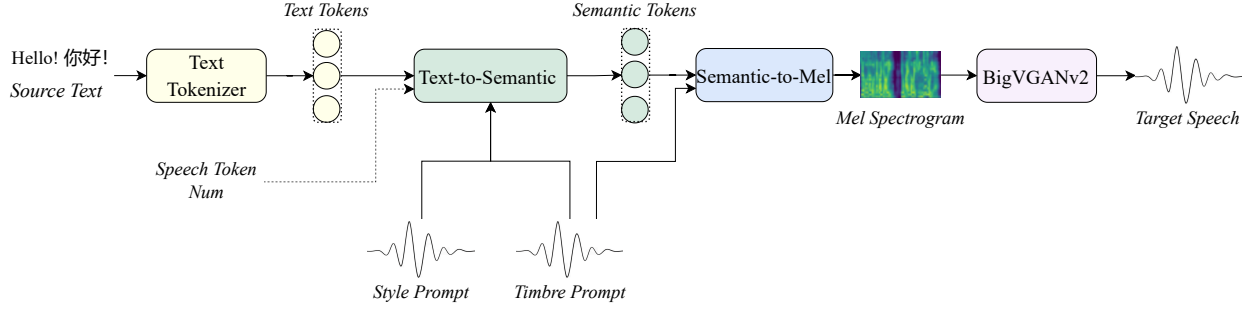 Text Tokens
Semantic Tokens
Hello! 你好!
Source Text
Text
Tokenizer
Text-to-Semantic
Semantic-to-Mel
BigVGANv2
Mel Spectrogram
Target Speech
Speech Token
Num
Style Prompt
Timbre Prompt